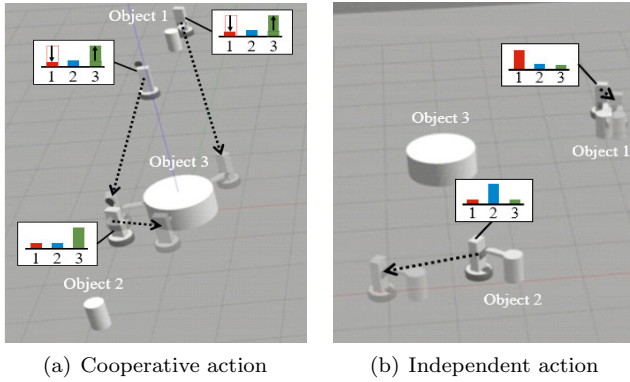 Object 1
1 2 3
1 2 3
Object 3
1 2 3
Object 2
(a) Cooperative action
1 2 3
Object 3
Object 1
1 2 3
Object 2
(b) Independent action